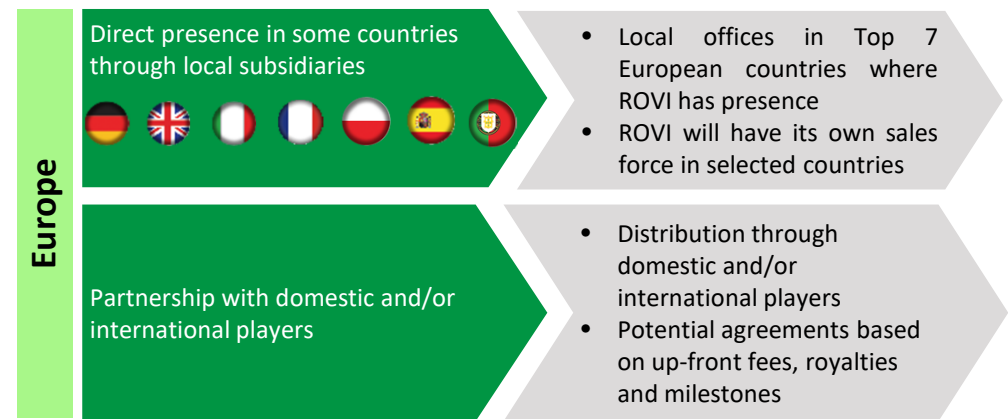 Europe
Direct presence in some countries
through local subsidiaries
• Local offices in Top 7
European countries where
ROVI has presence
• ROVI will have its own sales
force in selected countries
Partnership with domestic and/or
international players
• Distribution through
domestic and/or
international players
• Potential agreements based
on up-front fees, royalties
and milestones